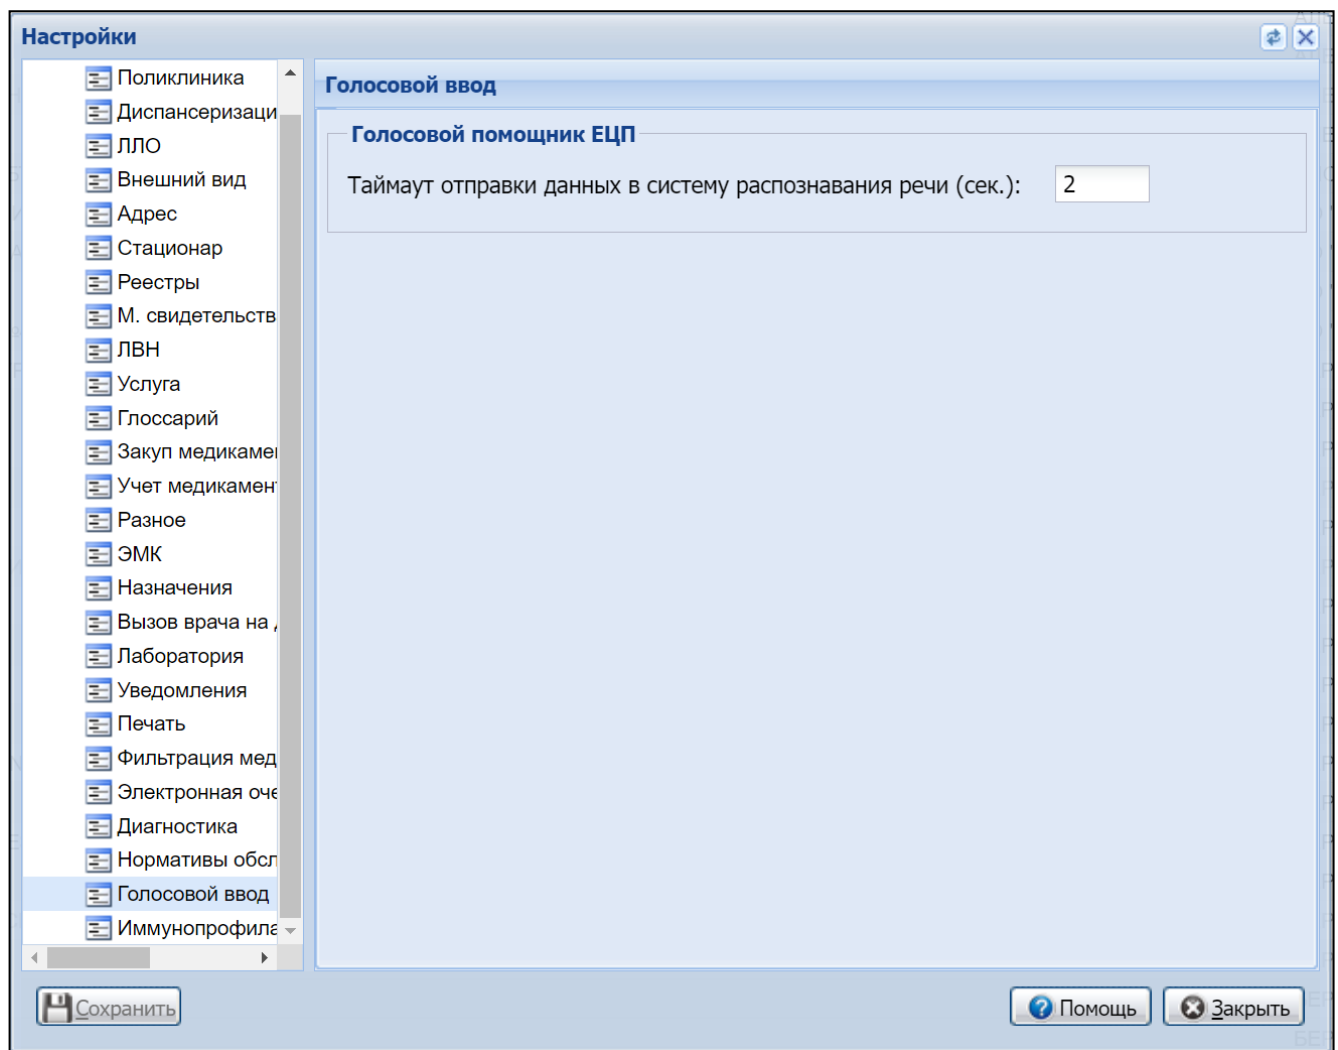 Настройки
Поликлиника
Диспансеризаци
ЛЛО
Внешний вид
Адрес
Стационар
Реестры
М. свидетельств
ЛВН
Услуга
Глоссарий
Закуп медикамен
Учет медикамент
Разное
ЭМК
Назначения
Вызов врача на д
Лаборатория
Уведомления
Печать
Фильтрация мед
Электронная оче
Диагностика
Нормативы обсл
Голосовой ввод
Иммунопрофила
Голосовой ввод
Голосовой помощник ЕЦП
Таймаут отправки данных в систему распознавания речи (сек.): 2
Сохранить
Помощь
Закрыть